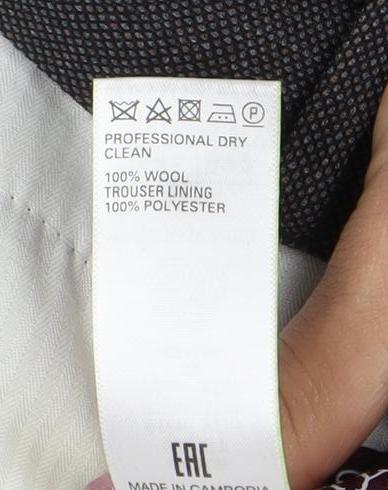 P
PROFESSIONAL DRY
CLEAN
100% WOOL
TROUSER LINING
100% POLYESTER
EAC
MADE IN CAMBODIA